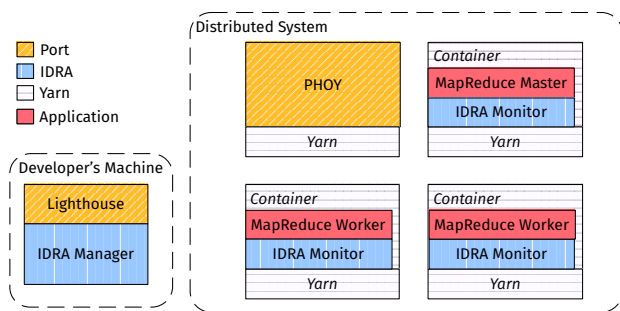 Distributed System
Port
IDRA
Yarn
Application
PHOY
Yarn
Container
MapReduce Master
IDRA Monitor
Yarn
Developer's Machine
Lighthouse
IDRA Manager
Container
MapReduce Worker
IDRA Monitor
Yarn
Container
MapReduce Worker
IDRA Monitor
Yarn